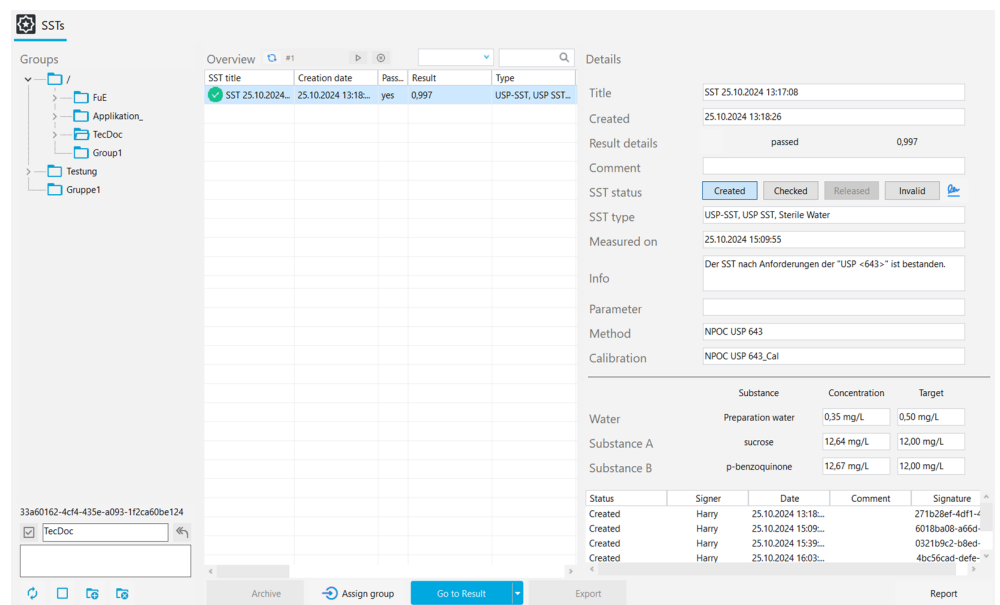 SSTs
Groups
/
FuE
Applikation_
TecDoc
Group1
Testung
Gruppe1
33a60162-4cf4-435e-a093-1f2ca60be124
TecDoc
Overview #1
SST title Creation date Pass... Result Type
SST 25.10.2024... 25.10.2024 13:18:... yes 0,997 USP-SST, USP SST...
Archive Assign group Go to Result Export
Details
Title SST 25.10.2024 13:17:08
Created 25.10.2024 13:18:26
Result details passed 0,997
Comment
SST status Created Checked Released Invalid
SST type USP-SST, USP SST, Sterile Water
Measured on 25.10.2024 15:09:55
Info Der SST nach Anforderungen der "USP <643>" ist bestanden.
Parameter
Method NPOC USP 643
Calibration NPOC USP 643_Cal
Substance Concentration Target
Water Preparation water 0,35 mg/L 0,50 mg/L
Substance A sucrose 12,64 mg/L 12,00 mg/L
Substance B p-benzoquinone 12,67 mg/L 12,00 mg/L
Status Signer Date Comment Signature
Created Harry 25.10.2024 13:18:... 271b28ef-4df1-4
Created Harry 25.10.2024 15:09:... 6018ba08-a66d-
Created Harry 25.10.2024 15:39:... 0321b9c2-b8ed-
Created Harry 25.10.2024 16:03:... 4bc56cad-defe-
Report